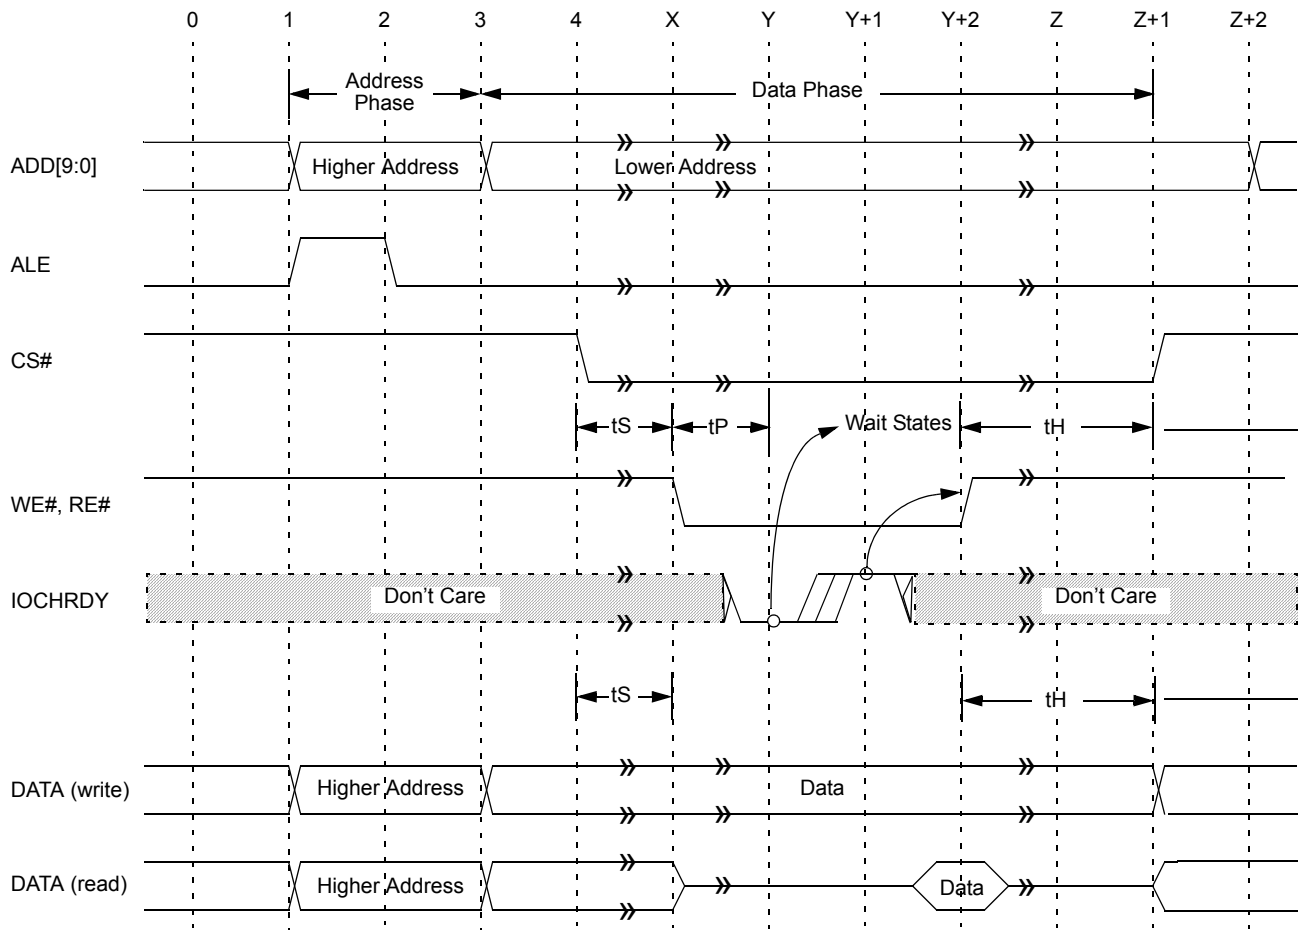 0 1 2 3 4 X Y Y+1 Y+2 Z Z+1 Z+2
Address
Phase
Data Phase
ADD[9:0] Higher Address Lower Address
ALE
CS#
tS tP Wait States tH
WE#, RE#
IOCHRDY Don't Care Don't Care
tS tH
DATA (write) Higher Address Data
DATA (read) Higher Address Data